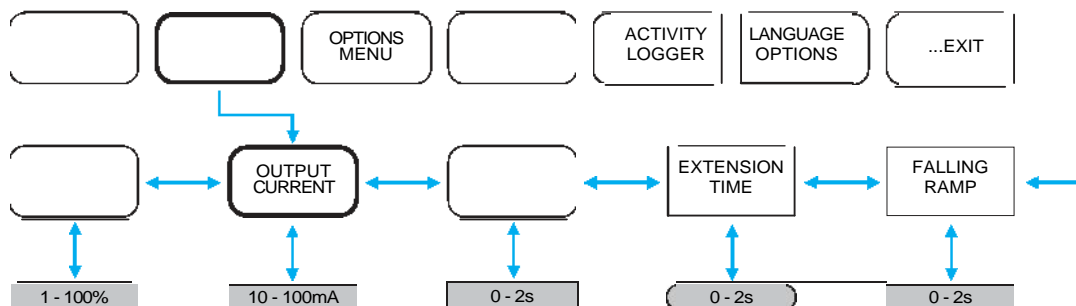 OPTIONS
MENU
ACTIVITY
LOGGER
LANGUAGE
OPTIONS
...EXIT
OUTPUT
CURRENT
EXTENSION
TIME
FALLING
RAMP
1 - 100%
10 - 100mA
0 - 2s
0 - 2s
0 - 2s